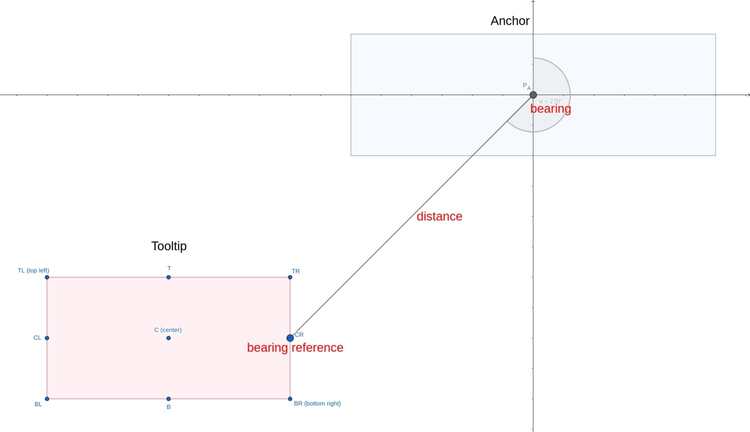 Anchor
P_A
bearing
distance
Tooltip
TL (top left)
T
TR
CL
C (center)
CR
bearing reference
BL
B
BR (bottom right)